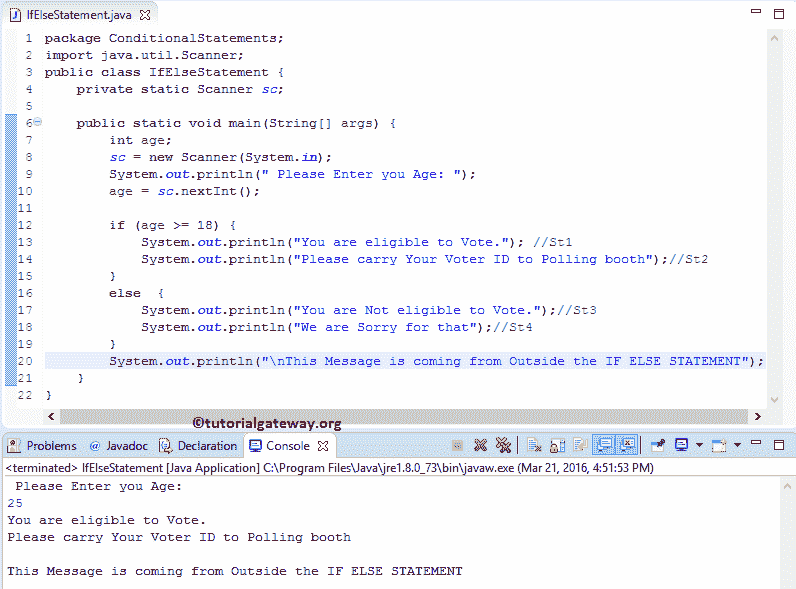 IfElseStatement.java
1 package ConditionalStatements;
2 import java.util.Scanner;
3 public class IfElseStatement {
4 private static Scanner sc;
5
6 public static void main(String[] args) {
7 int age;
8 sc = new Scanner(System.in);
9 System.out.println(" Please Enter you Age: ");
10 age = sc.nextInt();
11
12 if (age >= 18) {
13 System.out.println("You are eligible to Vote."); //St1
14 System.out.println("Please carry Your Voter ID to Polling booth");//St2
15 }
16 else {
17 System.out.println("You are Not eligible to Vote.");//St3
18 System.out.println("We are Sorry for that");//St4
19 }
20 System.out.println("\nThis Message is coming from Outside the IF ELSE STATEMENT");
21 }
22 }
©tutorialgateway.org
Problems @ Javadoc Declaration Console
<terminated> IfElseStatement [Java Application] C:\Program Files\Java\jre1.8.0_73\bin\javaw.exe (Mar 21, 2016, 4:51:53 PM)
Please Enter you Age:
25
You are eligible to Vote.
Please carry Your Voter ID to Polling booth
This Message is coming from Outside the IF ELSE STATEMENT